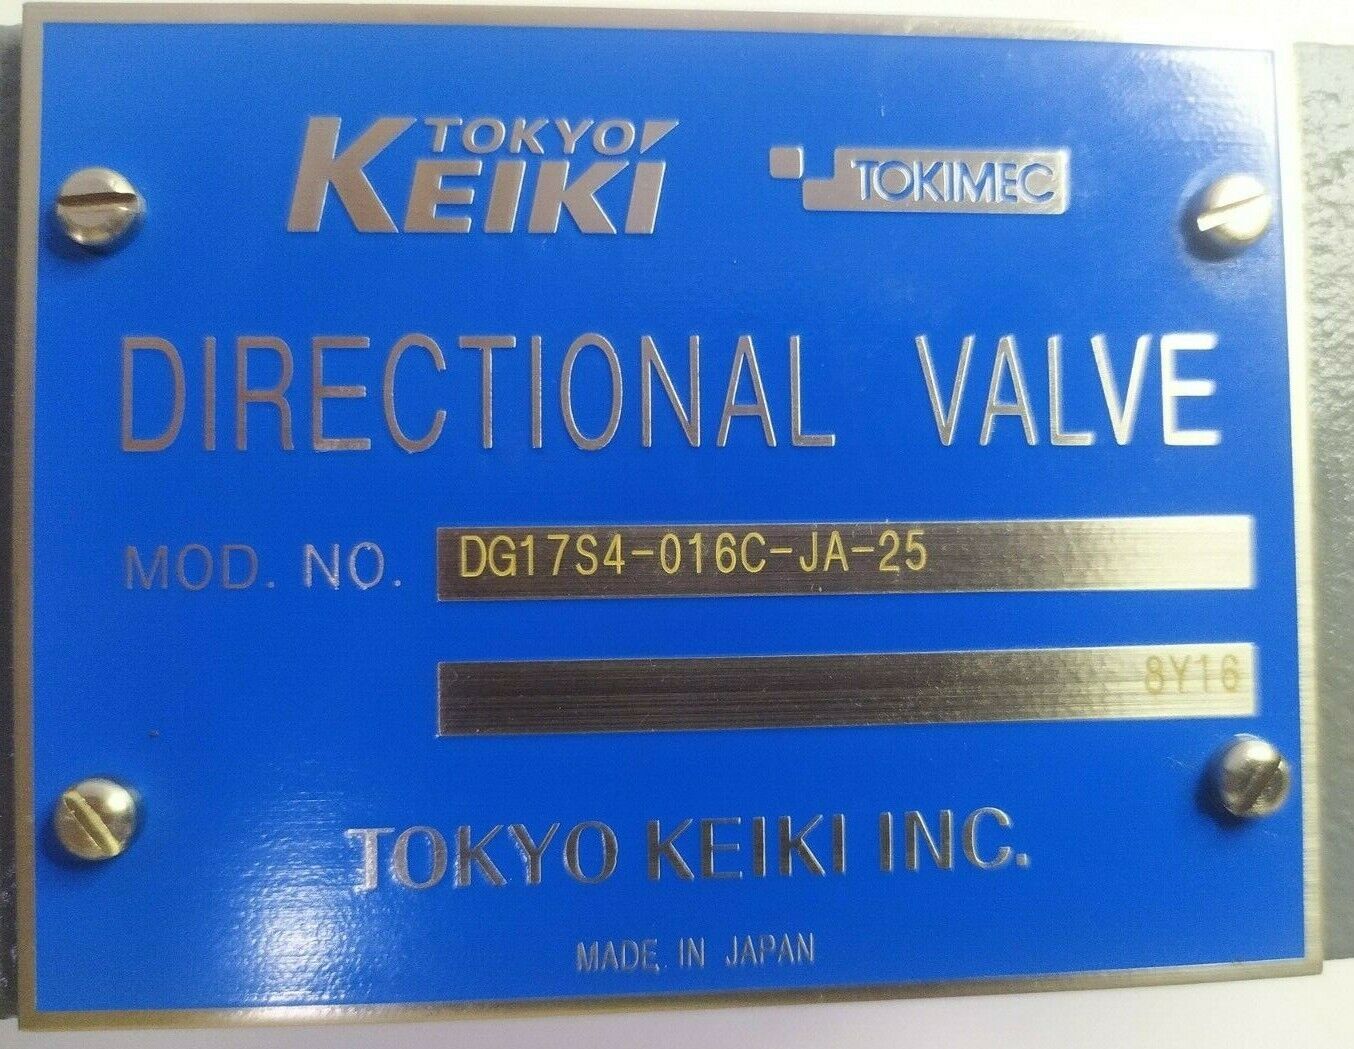 TOKYO
KEIKI
TOKIMEC
DIRECTIONAL VALVE
MOD. NO. DG17S4-016C-JA-25
8Y16
TOKYO KEIKI INC.
MADE IN JAPAN